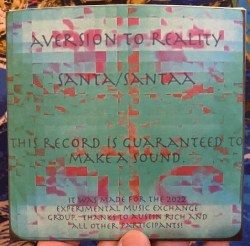 AVERSION TO REALITY
SANTA/SANTAA
THIS RECORD IS GUARANTEED TO
MAKE A SOUND.
IT WAS MADE FOR THE 2022
EXPERIMENTAL MUSIC EXCHANGE
GROUP. THANKS TO AUSTIN RICH AND
ALL OTHER PARTICIPANTS!